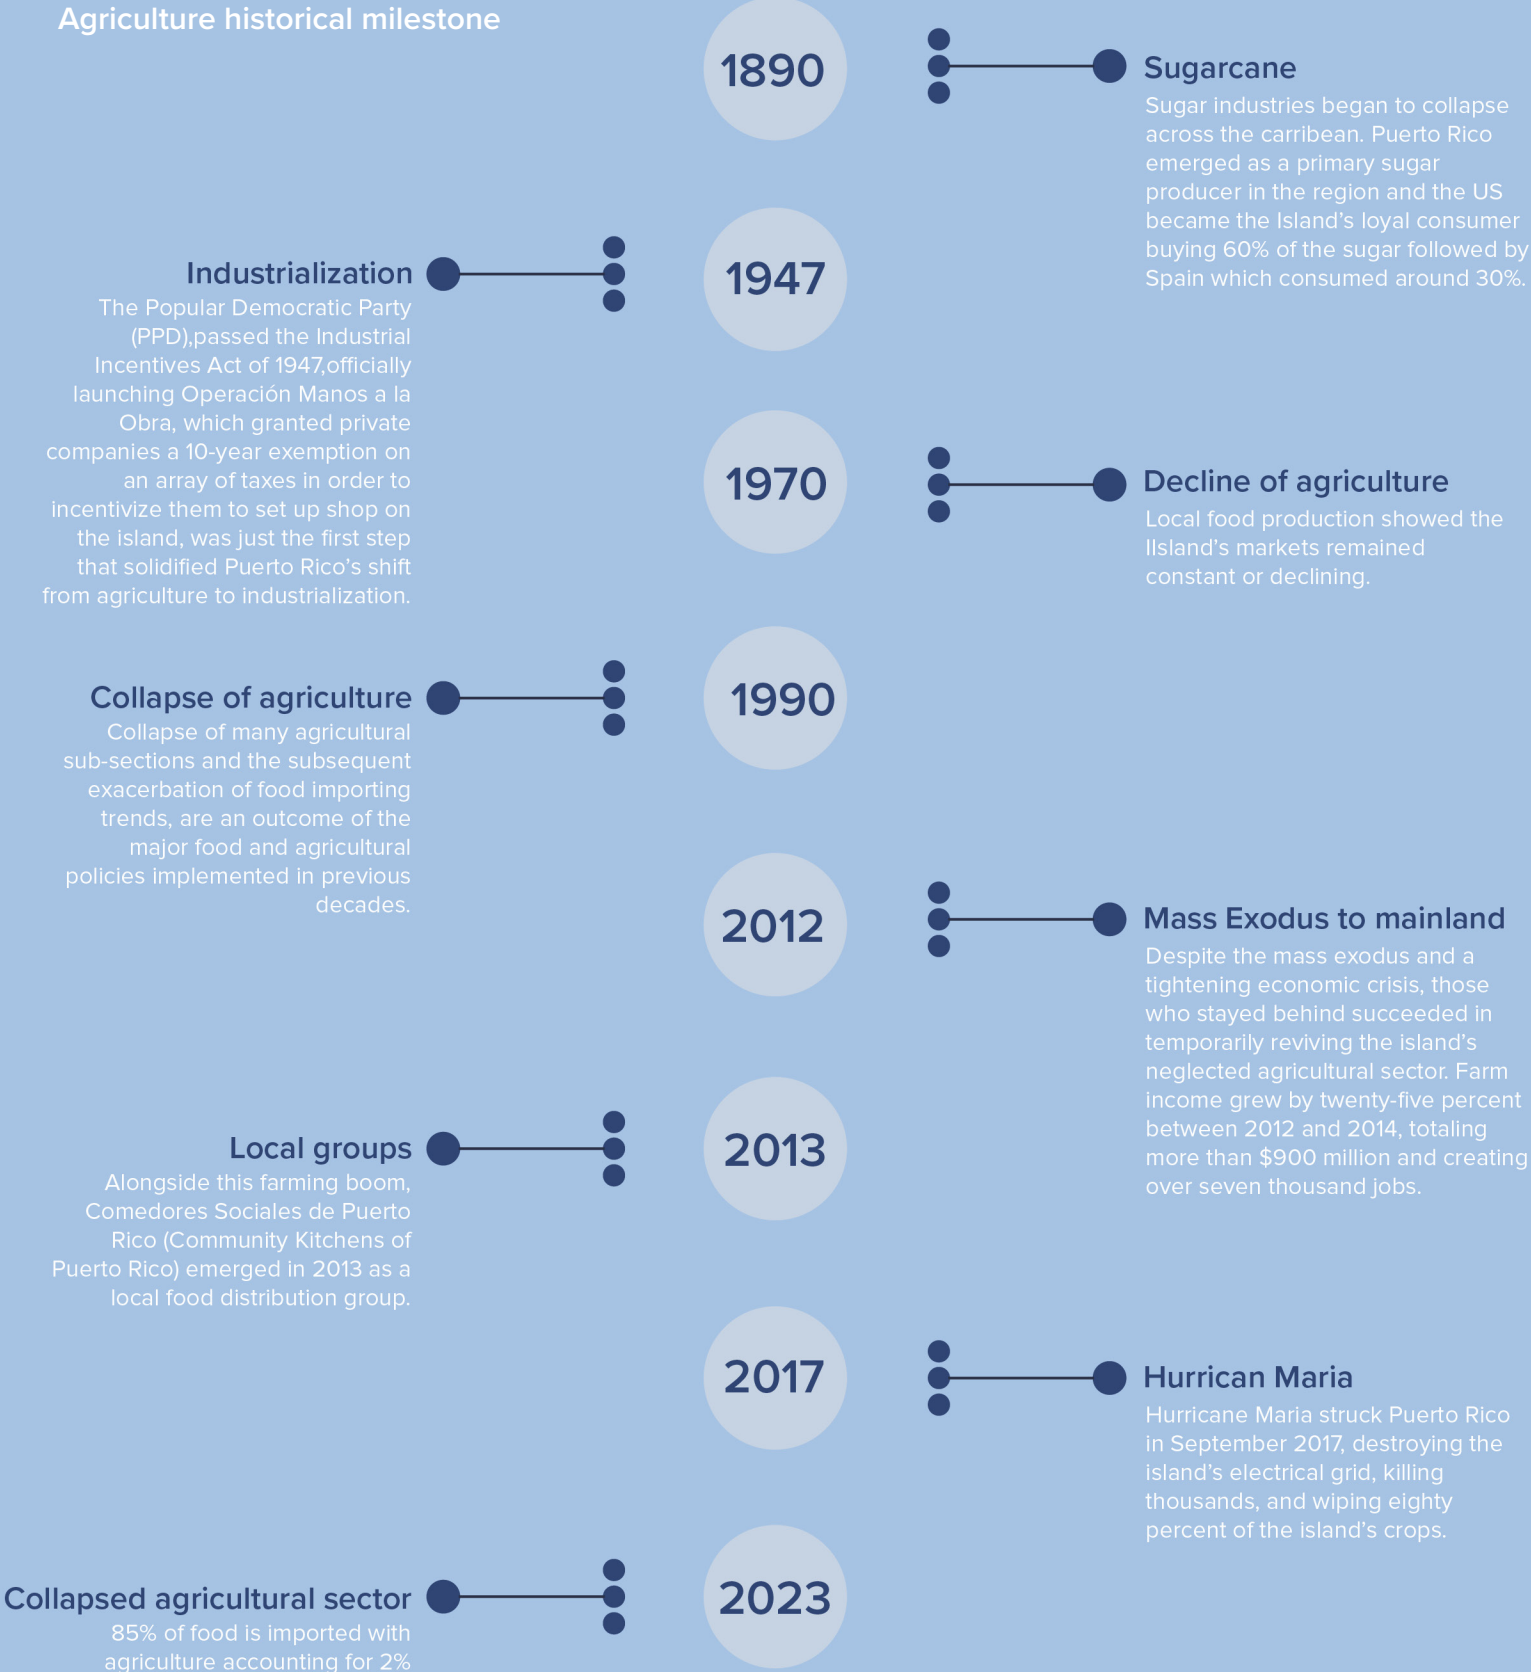 Agriculture historical milestone
1890
Sugarcane
Sugar industries began to collapse
across the carribean. Puerto Rico
emerged as a primary sugar
producer in the region and the US
became the Island's loyal consumer
buying 60% of the sugar followed by
Spain which consumed around 30%.
1947
Industrialization
The Popular Democratic Party
(PPD),passed the Industrial
Incentives Act of 1947,officially
launching Operación Manos a la
Obra, which granted private
companies a 10-year exemption on
an array of taxes in order to
incentivize them to set up shop on
the island, was just the first step
that solidified Puerto Rico's shift
from agriculture to industrialization.
1970
Decline of agriculture
Local food production showed the
IIsland's markets remained
constant or declining.
1990
Collapse of agriculture
Collapse of many agricultural
sub-sections and the subsequent
exacerbation of food importing
trends, are an outcome of the
major food and agricultural
policies implemented in previous
decades.
2012
Mass Exodus to mainland
Despite the mass exodus and a
tightening economic crisis, those
who stayed behind succeeded in
temporarily reviving the island's
neglected agricultural sector. Farm
income grew by twenty-five percent
between 2012 and 2014, totaling
more than $900 million and creating
over seven thousand jobs.
2013
Local groups
Alongside this farming boom,
Comedores Sociales de Puerto
Rico (Community Kitchens of
Puerto Rico) emerged in 2013 as a
local food distribution group.
2017
Hurrican Maria
Hurricane Maria struck Puerto Rico
in September 2017, destroying the
island's electrical grid, killing
thousands, and wiping eighty
percent of the island's crops.
2023
Collapsed agricultural sector
85% of food is imported with
agriculture accounting for 2%